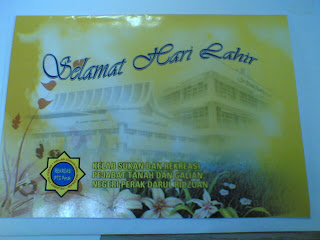 Selamat Hari Lahir
KELAB SUKAN DAN REKREASI
PEJABAT TANAH DAN GALIAN
NEGERI PERAK DARUL RIDZUAN